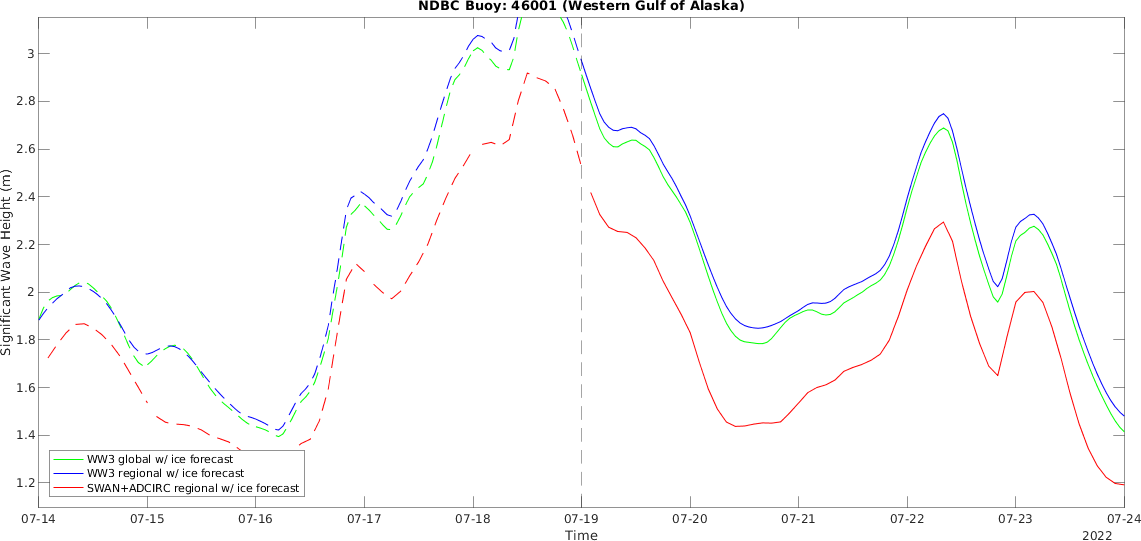 NDBC Buoy: 46001 (Western Gulf of Alaska)
Significant Wave Height (m)
3
2.8
2.6
2.4
2.2
2
1.8
1.6
1.4
1.2
WW3 global w/ ice forecast
WW3 regional w/ ice forecast
SWAN+ADCIRC regional w/ ice forecast
07-14 07-15 07-16 07-17 07-18 07-19 07-20 07-21 07-22 07-23 07-24
Time
2022